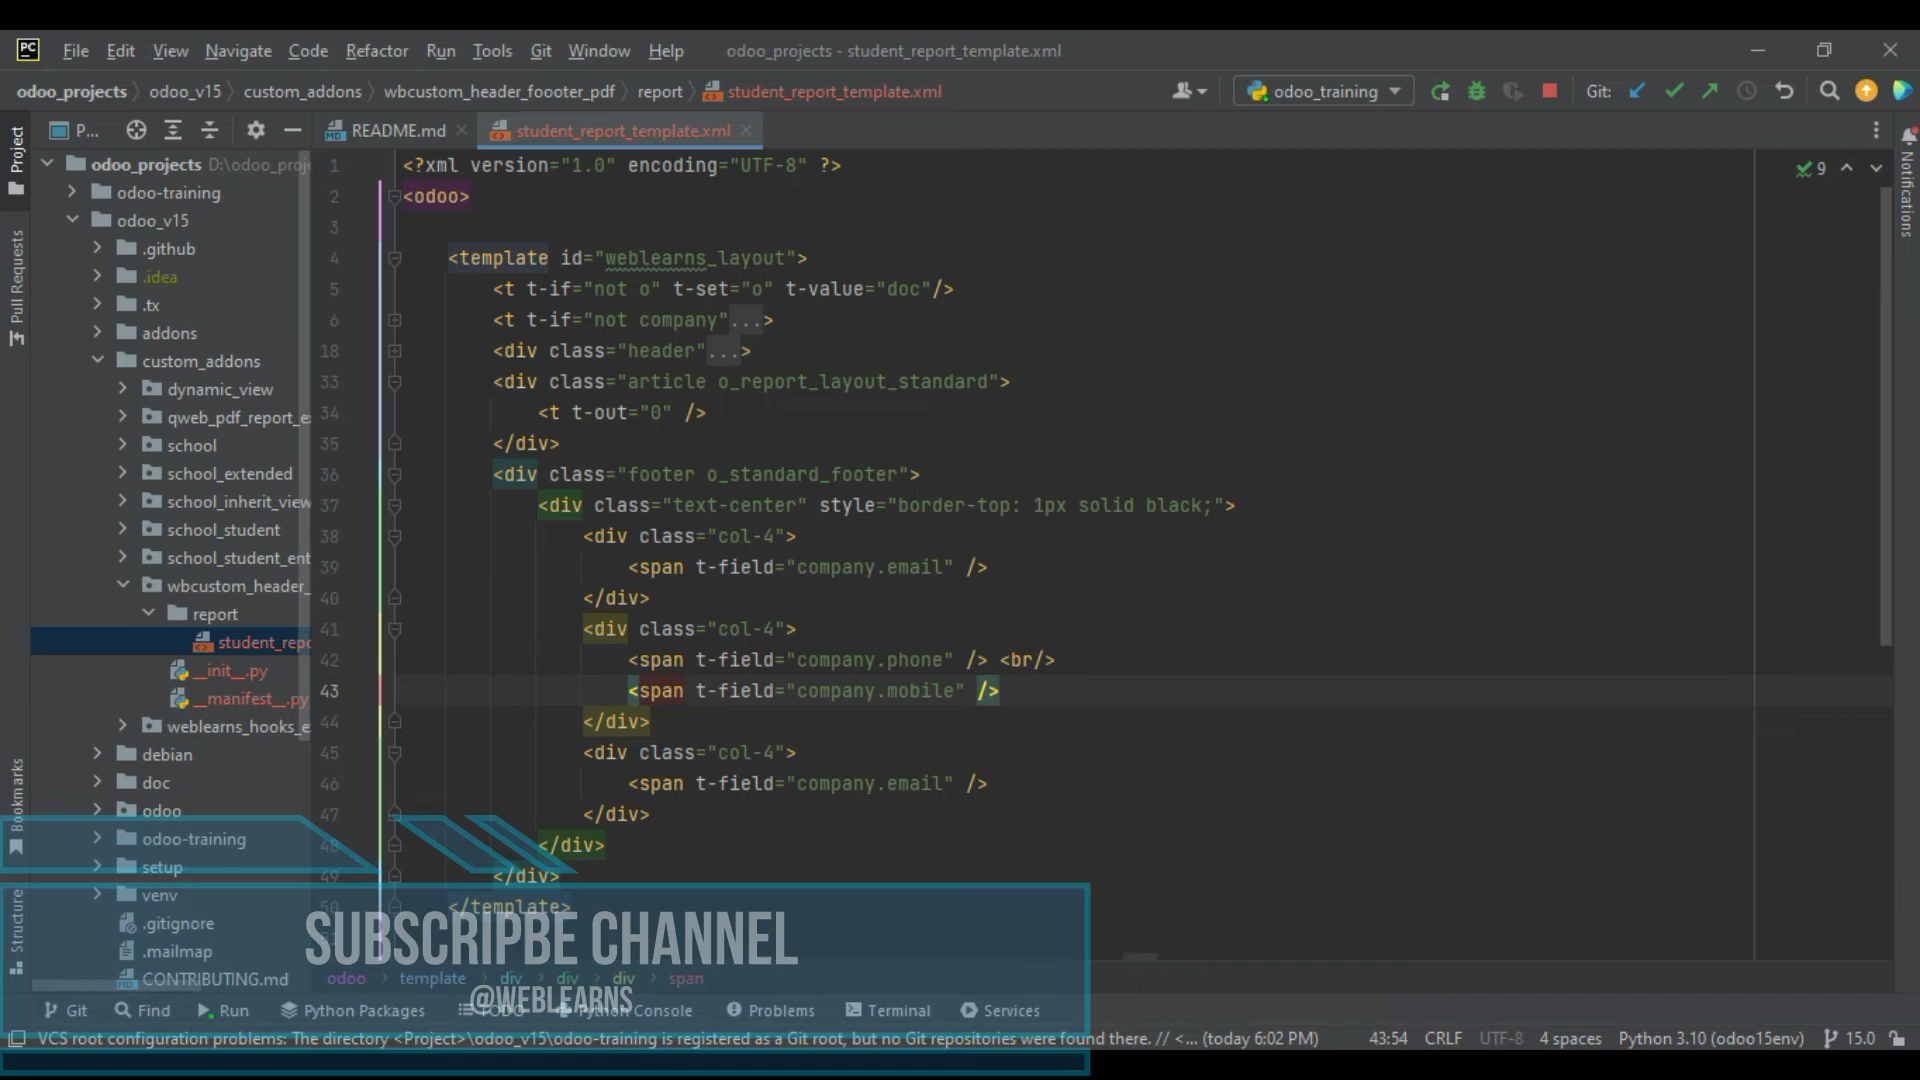 PC File Edit View Navigate Code Refactor Run Tools Git Window Help odoo_projects - student_report_template.xml
odoo_projects odoo_v15 custom_addons wbcustom_header_foooter_pdf report student_report_template.xml odoo_training Git:
P... README.md student_report_template.xml
Project
Pull Requests
Bookmarks
Structure
Notifications
odoo_projects D:\odoo_proj
odoo-training
odoo_v15
.github
.idea
.tx
addons
custom_addons
dynamic_view
qweb_pdf_report_e
school
school_extended
school_inherit_view
school_student
school_student_ent
wbcustom_header_
report
student_repo
__init__.py
__manifest__.py
weblearns_hooks_e
debian
doc
odoo
odoo-training
setup
venv
.gitignore
.mailmap
CONTRIBUTING.md
1 <?xml version="1.0" encoding="UTF-8" ?>
2 <odoo>
3
4 <template id="weblearns_layout">
5 <t t-if="not o" t-set="o" t-value="doc"/>
6 <t t-if="not company"...>
18 <div class="header"...>
33 <div class="article o_report_layout_standard">
34 <t t-out="0" />
35 </div>
36 <div class="footer o_standard_footer">
37 <div class="text-center" style="border-top: 1px solid black;">
38 <div class="col-4">
39 <span t-field="company.email" />
40 </div>
41 <div class="col-4">
42 <span t-field="company.phone" /> <br/>
43 <span t-field="company.mobile" />
44 </div>
45 <div class="col-4">
46 <span t-field="company.email" />
47 </div>
48 </div>
49 </div>
50 </template>
9
SUBSCRIPBE CHANNEL
@WEBLEARNS
odoo template div div div span
Git Find Run Python Packages TODO Python Console Problems Terminal Services
VCS root configuration problems: The directory <Project>\odoo_v15\odoo-training is registered as a Git root, but no Git repositories were found there. // <... (today 6:02 PM) 43:54 CRLF UTF-8 4 spaces Python 3.10 (odoo15env) 15.0